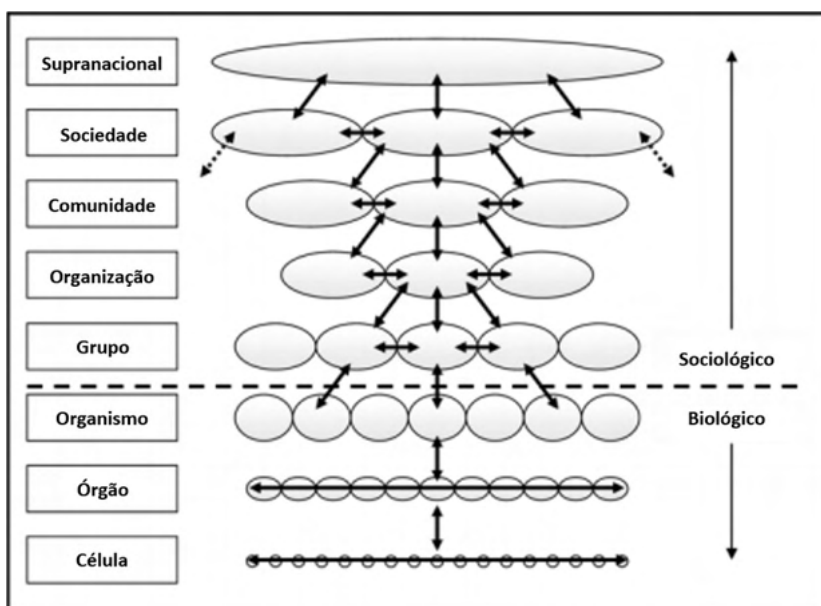 Supranacional
Sociedade
Comunidade
Organização
Grupo
Sociológico
Organismo
Biológico
Órgão
Célula